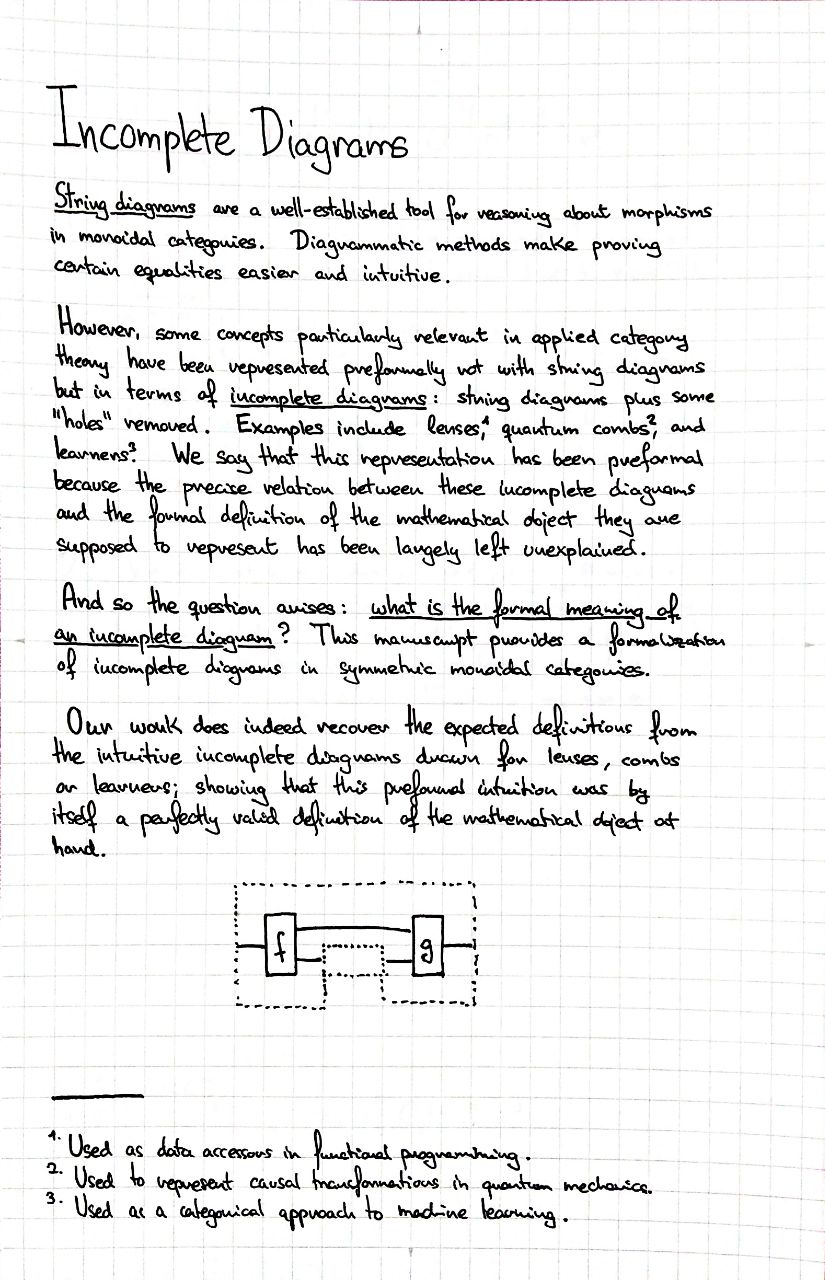 Incomplete Diagrams
String diagrams are a well-established tool for reasoning about morphisms
in monoidal categories. Diagrammatic methods make proving
certain equalities easier and intuitive.
However, some concepts particularly relevant in applied category
theory have been represented preformally not with string diagrams
but in terms of incomplete diagrams: string diagrams plus some
"holes" removed. Examples include lenses,¹ quantum combs², and
learners³. We say that this representation has been preformal
because the precise relation between these incomplete diagrams
and the formal definition of the mathematical object they are
supposed to represent has been largely left unexplained.
And so the question arises: what is the formal meaning of
an incomplete diagram? This manuscript provides a formalization
of incomplete diagrams in symmetric monoidal categories.
Our work does indeed recover the expected definitions from
the intuitive incomplete diagrams drawn for lenses, combs
or learners; showing that this preformal intuition was by
itself a perfectly valid definition of the mathematical object at
hand.
f g
1. Used as data accessors in functional programming.
2. Used to represent causal transformations in quantum mechanics.
3. Used as a categorical approach to machine learning.